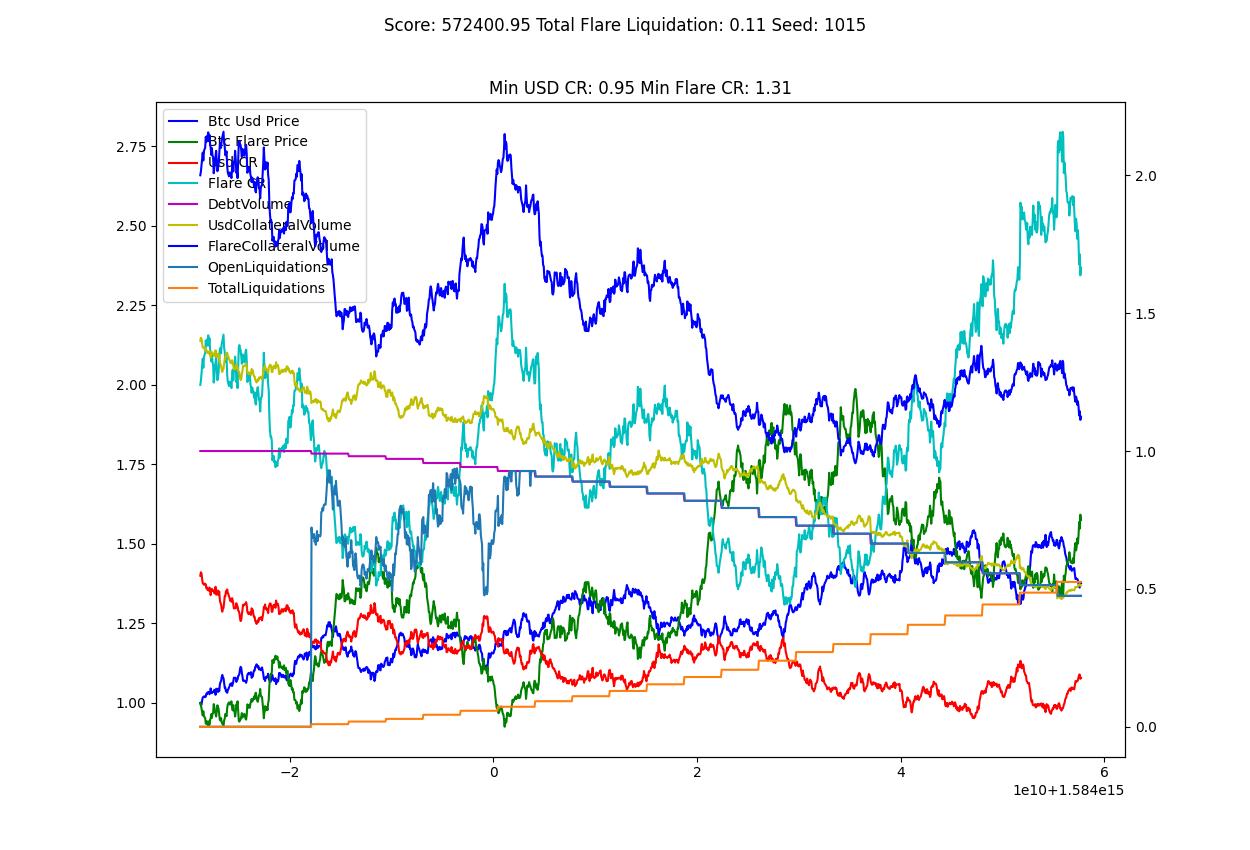 Score: 572400.95 Total Flare Liquidation: 0.11 Seed: 1015
Min USD CR: 0.95 Min Flare CR: 1.31
Btc Usd Price
Btc Flare Price
Usd CR
Flare CR
DebtVolume
UsdCollateralVolume
FlareCollateralVolume
OpenLiquidations
TotalLiquidations
2.75
2.50
2.25
2.00
1.75
1.50
1.25
1.00
2.0
1.5
1.0
0.5
0.0
−2
0
2
4
6
1e10+1.584e15